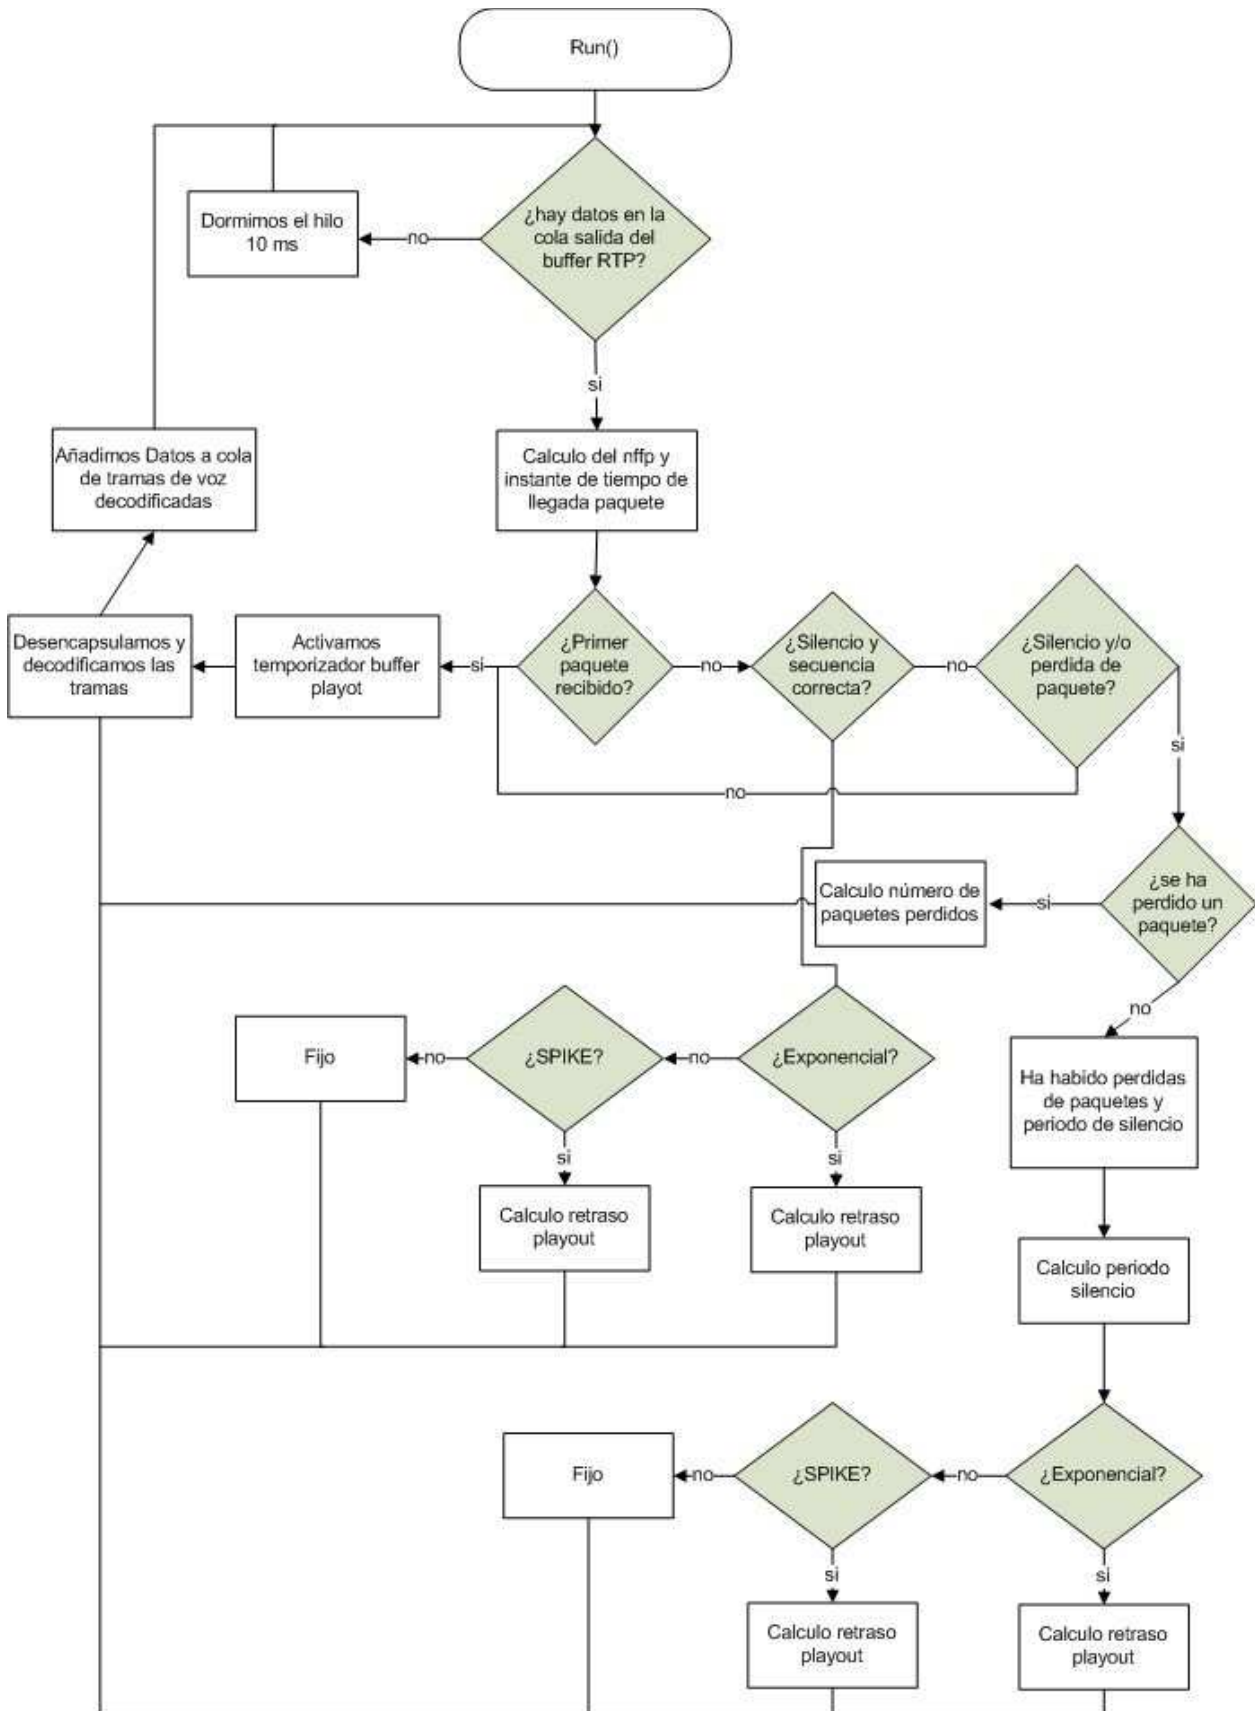 Run()
¿hay datos en la
cola salida del
buffer RTP?
no
Dormimos el hilo
10 ms
si
Calculo del nffp y
instante de tiempo de
llegada paquete
Añadimos Datos a cola
de tramas de voz
decodificadas
Desencapsulamos y
decodificamos las
tramas
Activamos
temporizador buffer
playot
si
¿Primer
paquete
recibido?
no
¿Silencio y
secuencia
correcta?
no
¿Silencio y/o
perdida de
paquete?
si
no
Calculo número de
paquetes perdidos
si
¿se ha
perdido un
paquete?
no
Fijo
no
¿SPIKE?
no
¿Exponencial?
Ha habido perdidas
de paquetes y
periodo de silencio
si
si
Calculo retraso
playout
Calculo retraso
playout
Calculo periodo
silencio
Fijo
no
¿SPIKE?
no
¿Exponencial?
si
si
Calculo retraso
playout
Calculo retraso
playout